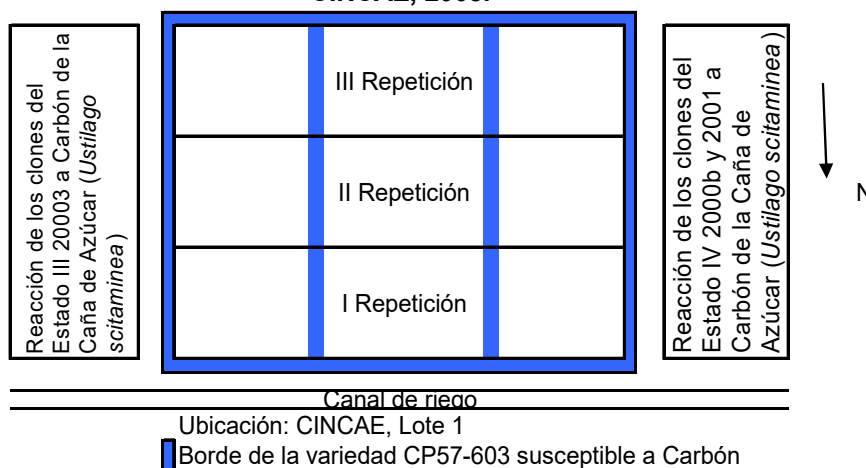 Reacción de los clones del
Estado III 20003 a Carbón de la
Caña de Azúcar (Ustilago
scitaminea)
III Repetición
II Repetición
I Repetición
Reacción de los clones del
Estado IV 2000b y 2001 a
Carbón de la Caña de
Azúcar (Ustilago scitaminea)
N
Canal de riego
Ubicación: CINCAE, Lote 1
Borde de la variedad CP57-603 susceptible a Carbón